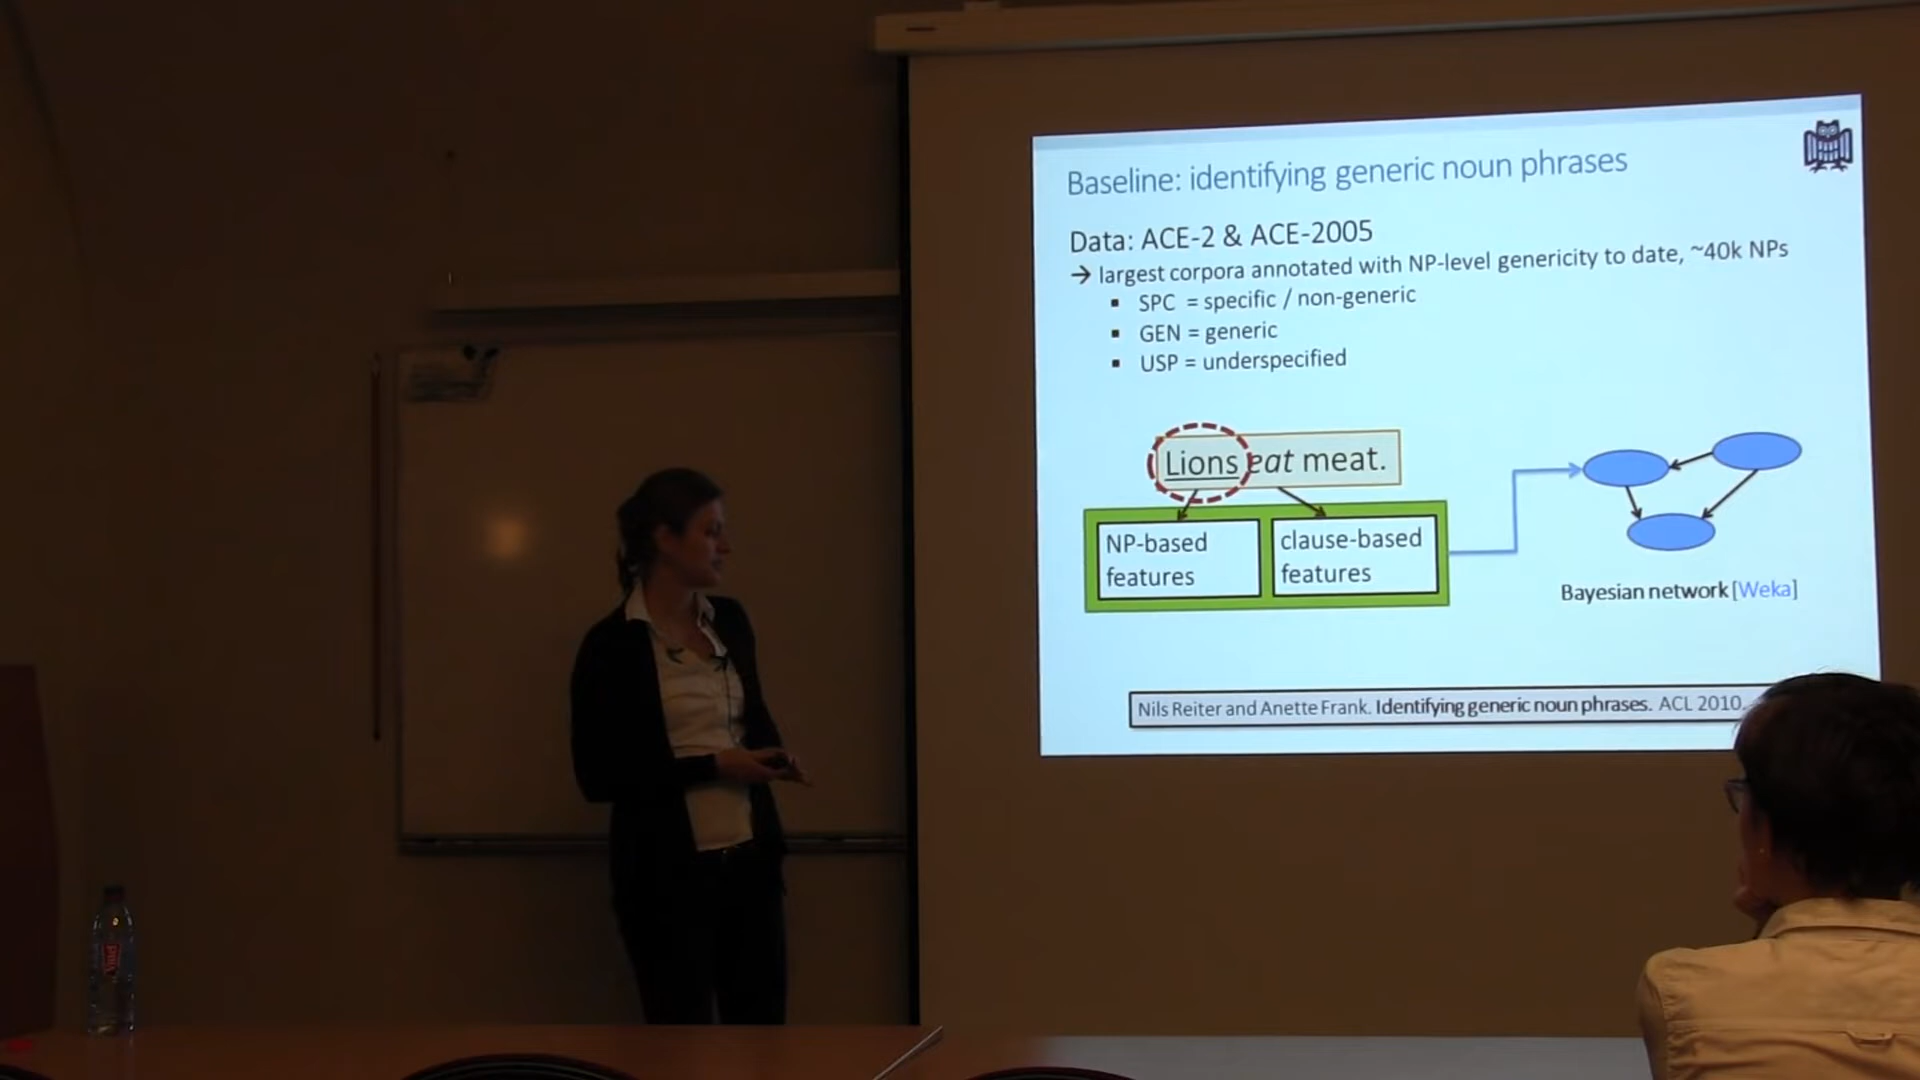 Baseline: identifying generic noun phrases
Data: ACE-2 & ACE-2005
→ largest corpora annotated with NP-level genericity to date, ~40k NPs
▪ SPC = specific / non-generic
▪ GEN = generic
▪ USP = underspecified
Lions eat meat.
NP-based
features
clause-based
features
Bayesian network [Weka]
Nils Reiter and Anette Frank. Identifying generic noun phrases. ACL 2010.
Vittel